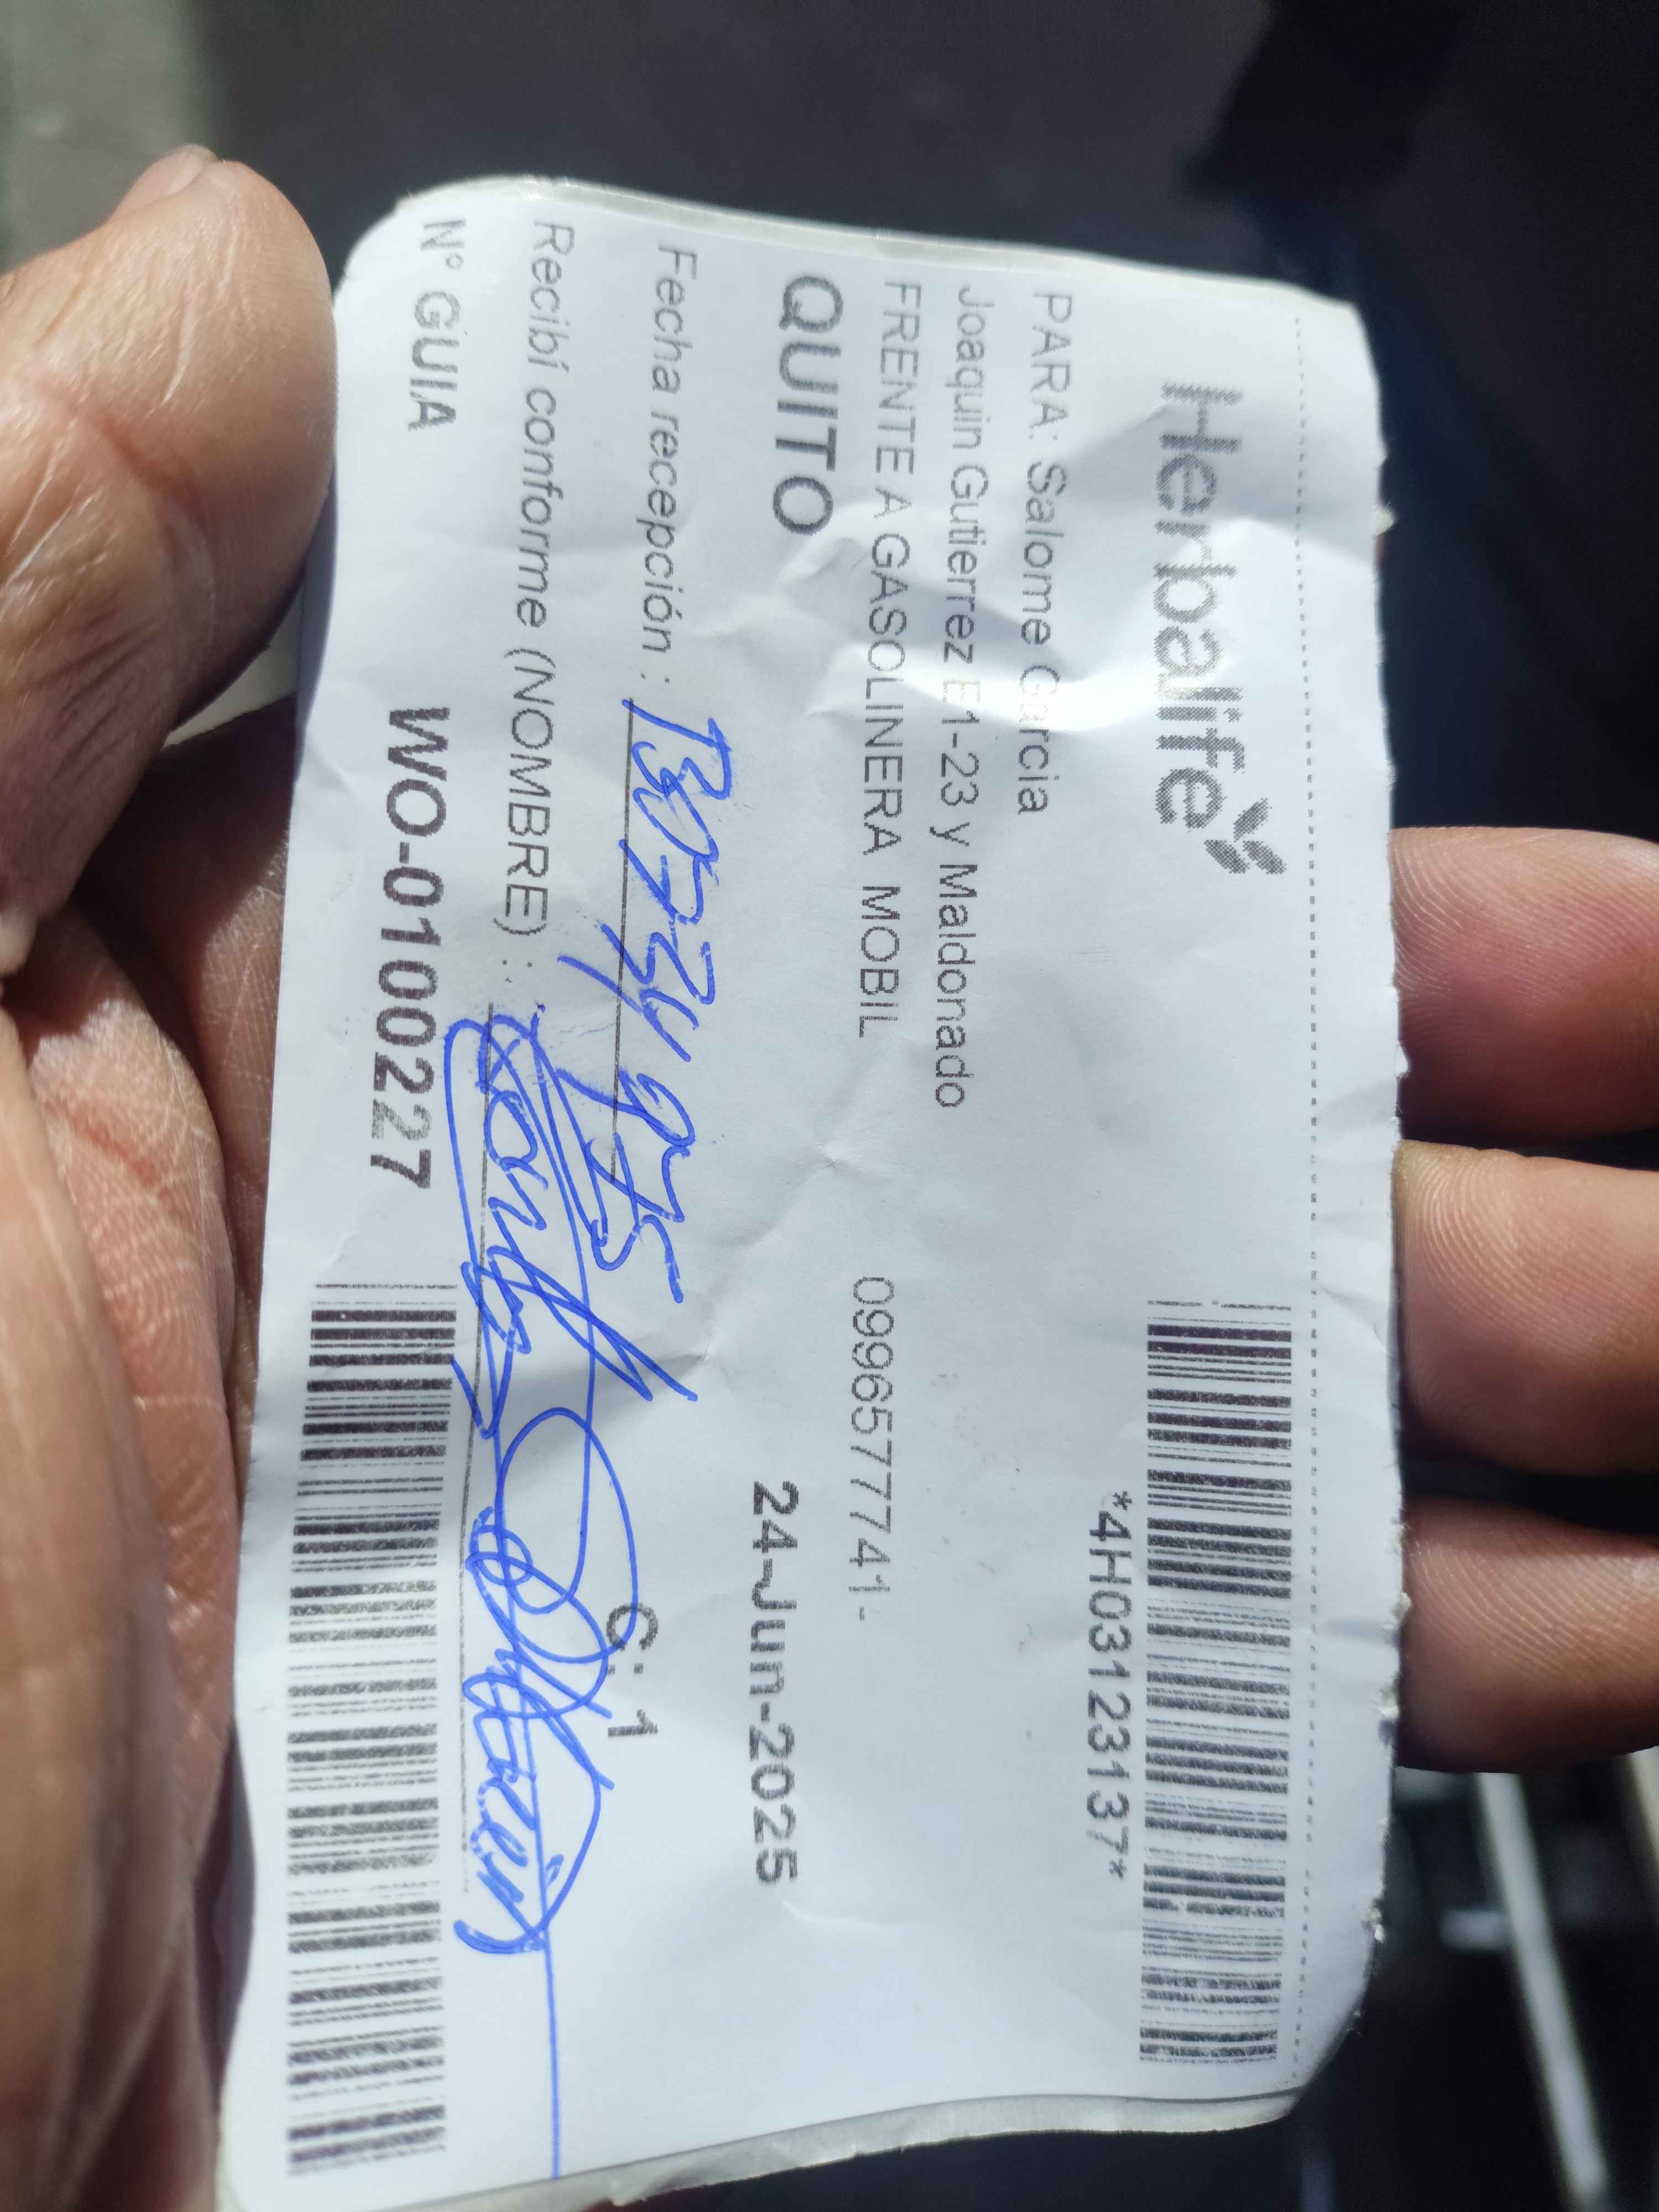 Herbalife
*4H03123137*
PARA: Salome Garcia
Joaquin Gutierrez E1-23 y Maldonado
FRENTE A GASOLINERA MOBIL 0996577741-
QUITO 24-Jun-2025
Fecha recepción :
G: 1
Recibí conforme (NOMBRE) :
N° GUIA WO-0100227